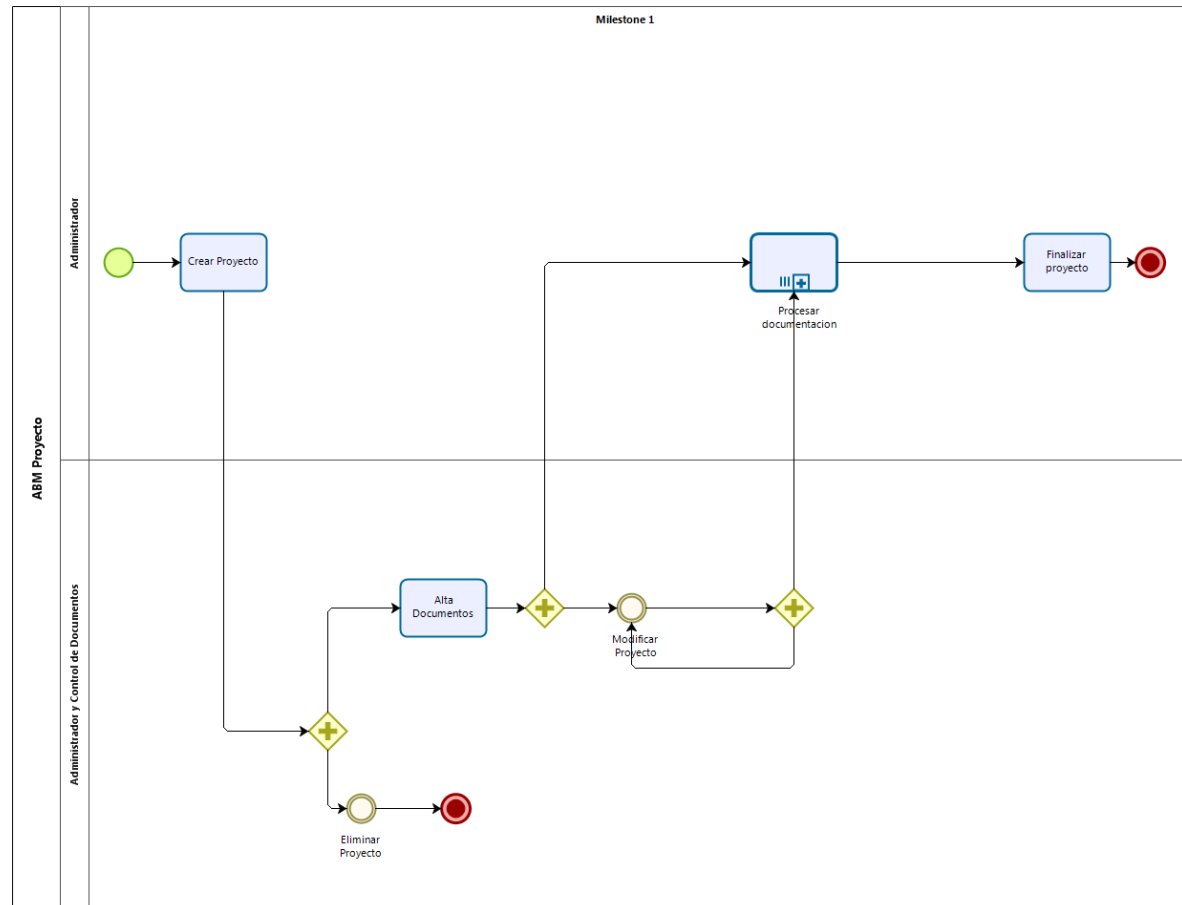 Milestone 1
ABM Proyecto
Administrador
Crear Proyecto
Procesar
documentacion
Finalizar
proyecto
Administrador y Control de Documentos
Alta
Documentos
Modificar
Proyecto
Eliminar
Proyecto